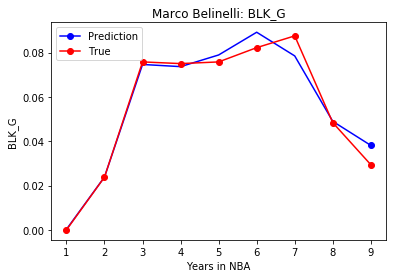 Marco Belinelli: BLK_G
Prediction
True
BLK_G
0.08
0.06
0.04
0.02
0.00
1 2 3 4 5 6 7 8 9
Years in NBA